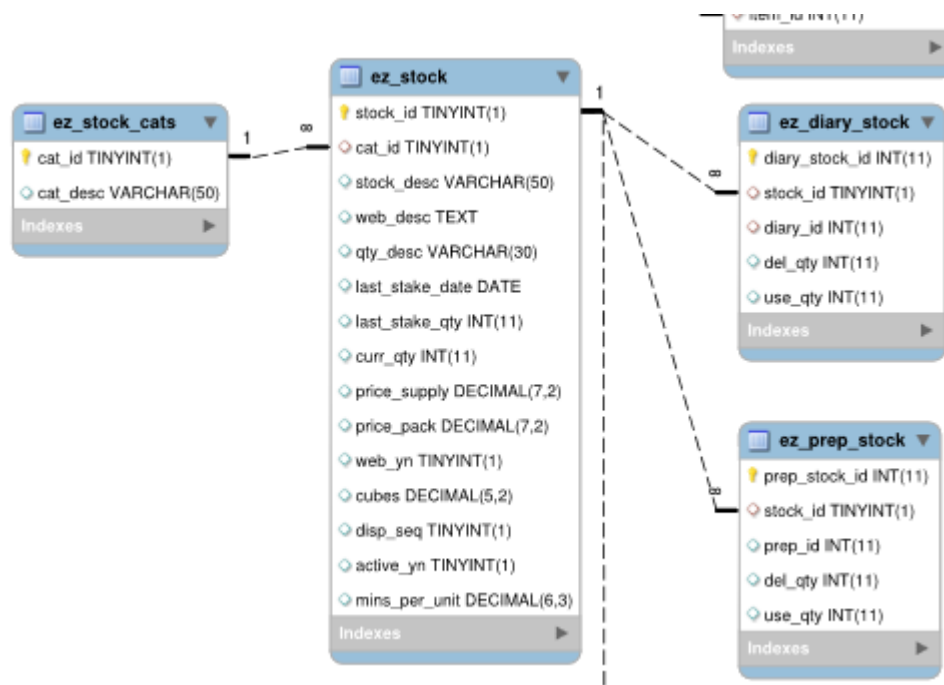 ez_stock_cats
cat_id TINYINT(1)
cat_desc VARCHAR(50)
Indexes
1
∞
ez_stock
stock_id TINYINT(1)
cat_id TINYINT(1)
stock_desc VARCHAR(50)
web_desc TEXT
qty_desc VARCHAR(30)
last_stake_date DATE
last_stake_qty INT(11)
curr_qty INT(11)
price_supply DECIMAL(7,2)
price_pack DECIMAL(7,2)
web_yn TINYINT(1)
cubes DECIMAL(5,2)
disp_seq TINYINT(1)
active_yn TINYINT(1)
mins_per_unit DECIMAL(6,3)
Indexes
1
∞
∞
item_id INT(11)
Indexes
ez_diary_stock
diary_stock_id INT(11)
stock_id TINYINT(1)
diary_id INT(11)
del_qty INT(11)
use_qty INT(11)
Indexes
ez_prep_stock
prep_stock_id INT(11)
stock_id TINYINT(1)
prep_id INT(11)
del_qty INT(11)
use_qty INT(11)
Indexes